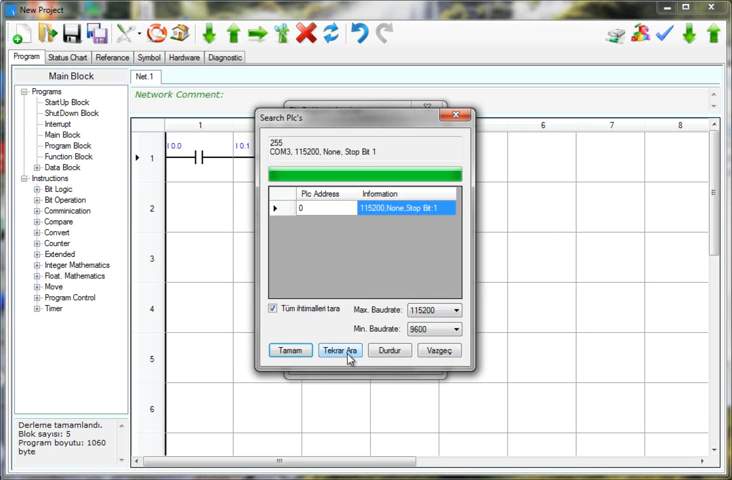 New Project
Program
Status Chart
Reference
Symbol
Hardware
Diagnostic
Main Block
Programs
StartUp Block
ShutDown Block
Interrupt
Main Block
Program Block
Function Block
Data Block
Instructions
Bit Logic
Bit Operation
Comminication
Compare
Convert
Counter
Extended
Integer Mathematics
Float. Mathematics
Move
Program Control
Timer
Derleme tamamlandı.
Blok sayısı: 5
Program boyutu: 1060
byte
Net.1
Network Comment:
1
6
7
8
1
I 0.0
I 0.1
2
3
4
5
6
Search Plc's
255
COM3, 115200, None, Stop Bit 1
Plc Address
Information
0
115200,None,Stop Bit:1
Tüm ihtimalleri tara
Max. Baudrate:
115200
Min. Baudrate:
9600
Tamam
Tekrar Ara
Durdur
Vazgeç